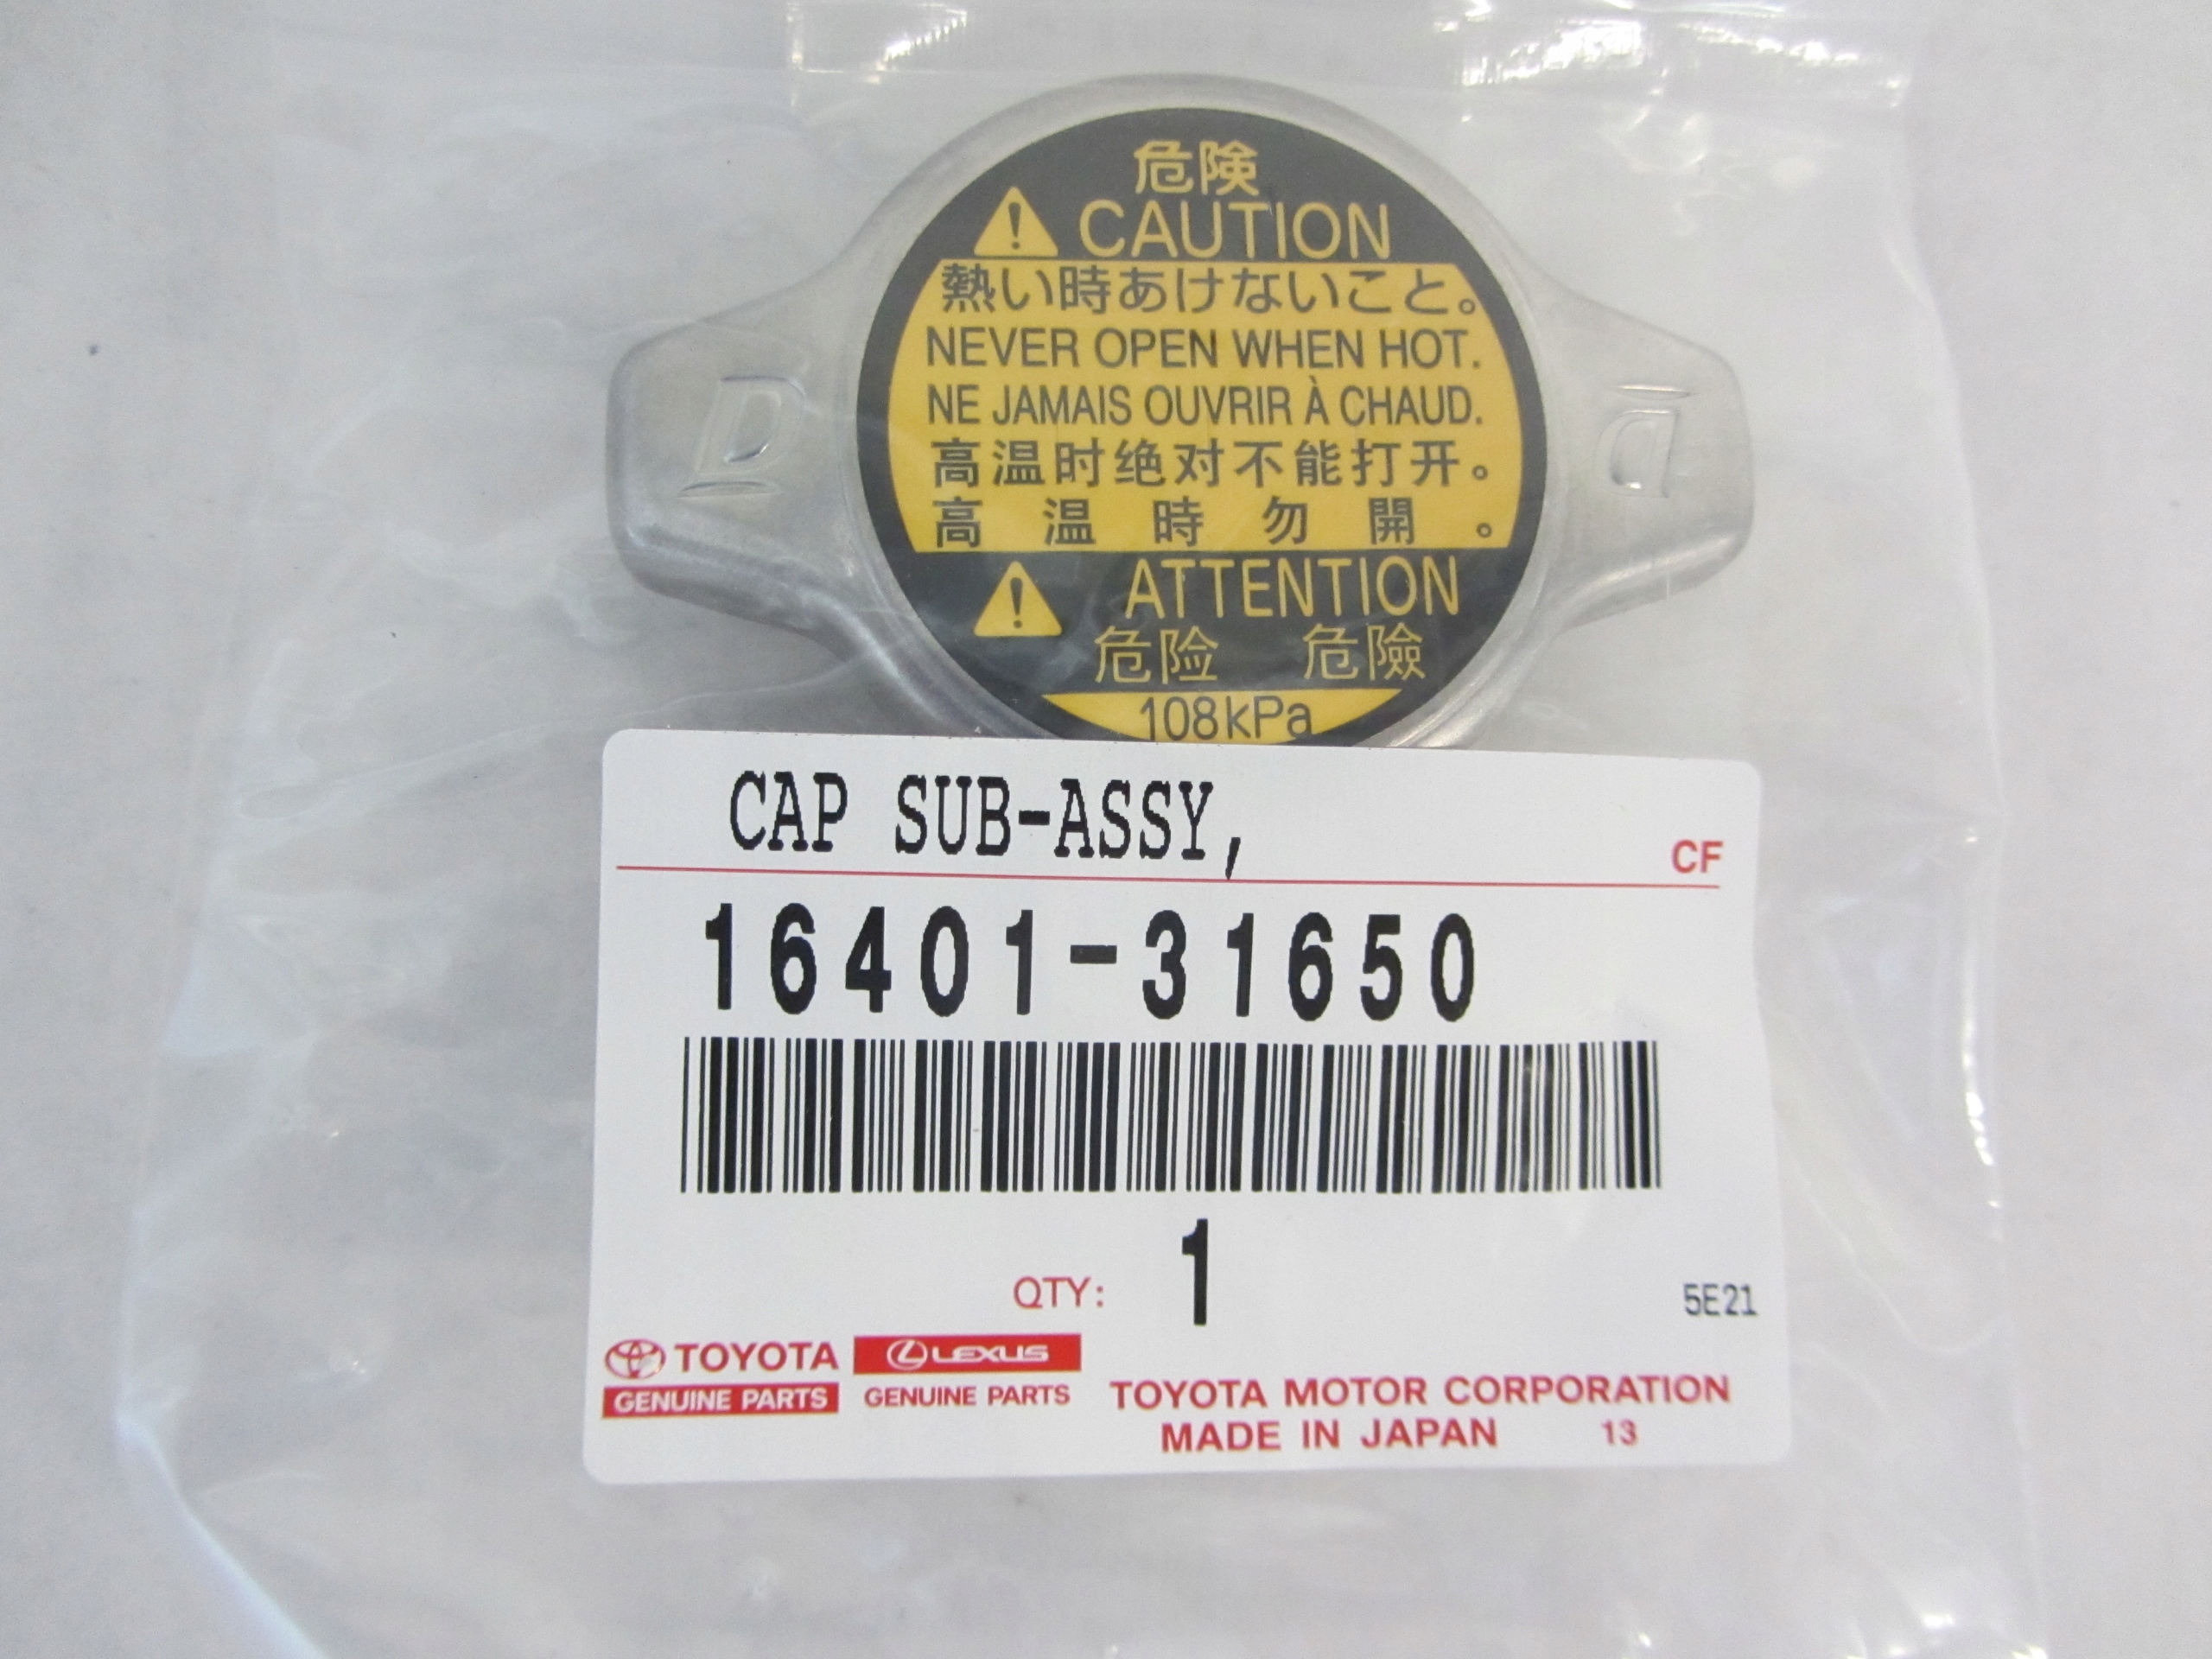 危険
CAUTION
熱い時あけないこと。
NEVER OPEN WHEN HOT.
NE JAMAIS OUVRIR À CHAUD.
高温时绝对不能打开。
高温時勿開。
ATTENTION
危险 危險
108kPa
D D
CAP SUB-ASSY,
CF
16401-31650
QTY: 1
5E21
TOYOTA
GENUINE PARTS
LEXUS
GENUINE PARTS
TOYOTA MOTOR CORPORATION
MADE IN JAPAN 13